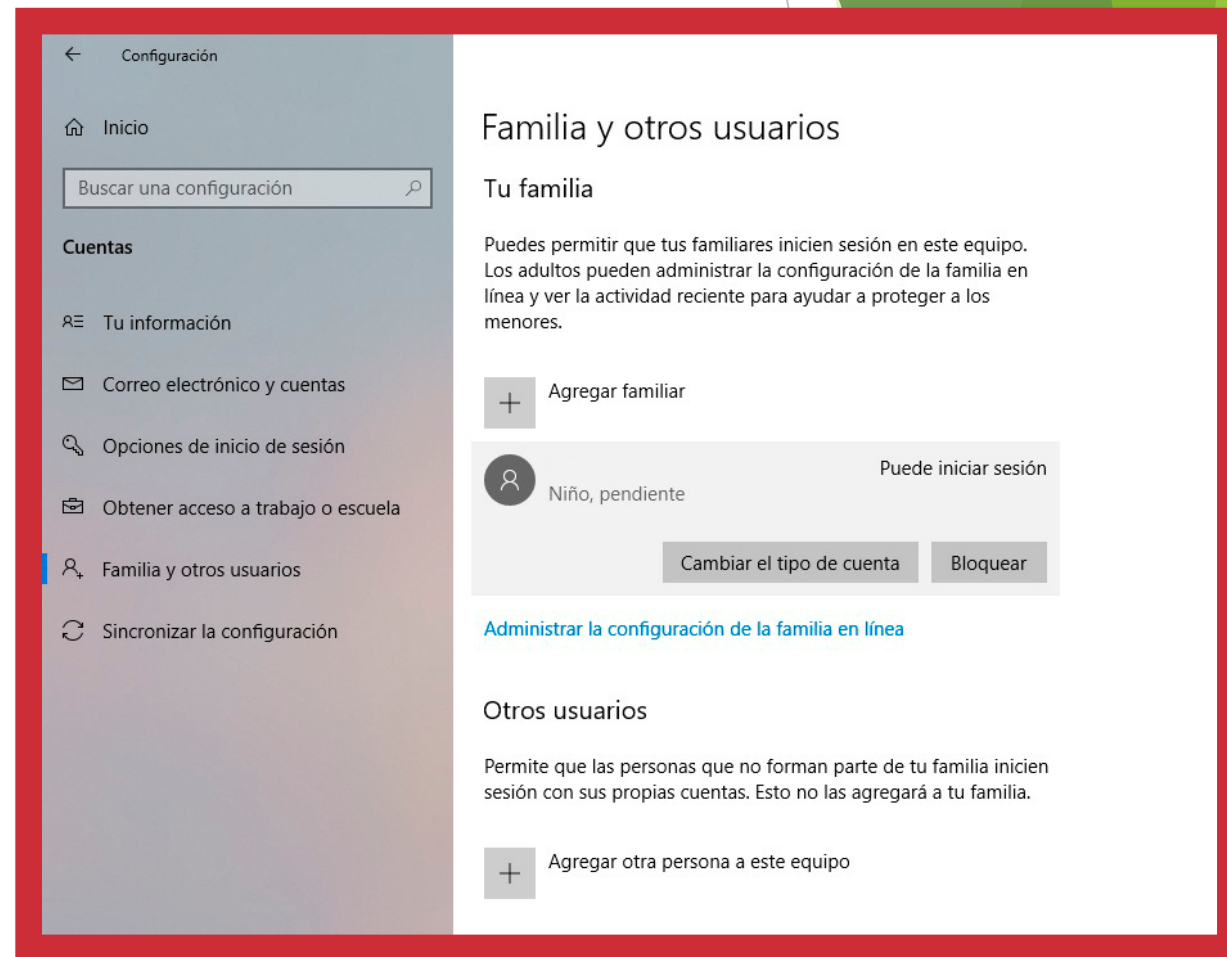 Configuración
Inicio
Buscar una configuración
Cuentas
Tu información
Correo electrónico y cuentas
Opciones de inicio de sesión
Obtener acceso a trabajo o escuela
Familia y otros usuarios
Sincronizar la configuración
Familia y otros usuarios
Tu familia
Puedes permitir que tus familiares inicien sesión en este equipo.
Los adultos pueden administrar la configuración de la familia en
línea y ver la actividad reciente para ayudar a proteger a los
menores.
Agregar familiar
Puede iniciar sesión
Niño, pendiente
Cambiar el tipo de cuenta
Bloquear
Administrar la configuración de la familia en línea
Otros usuarios
Permite que las personas que no forman parte de tu familia inicien
sesión con sus propias cuentas. Esto no las agregará a tu familia.
Agregar otra persona a este equipo